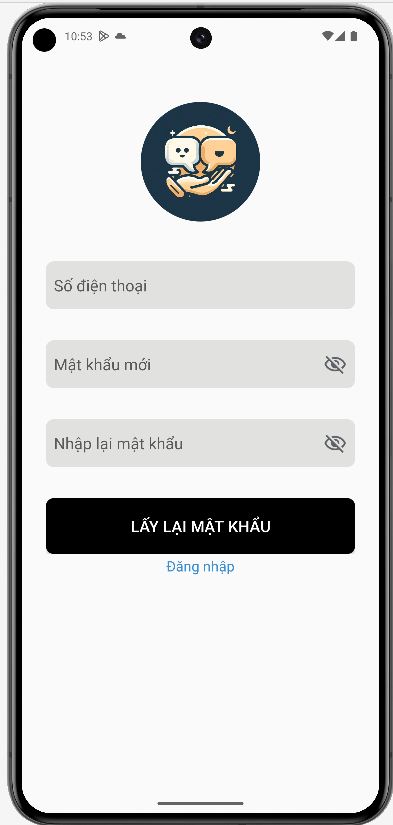 10:53
Số điện thoại
Mật khẩu mới
Nhập lại mật khẩu
LẤY LẠI MẬT KHẨU
Đăng nhập